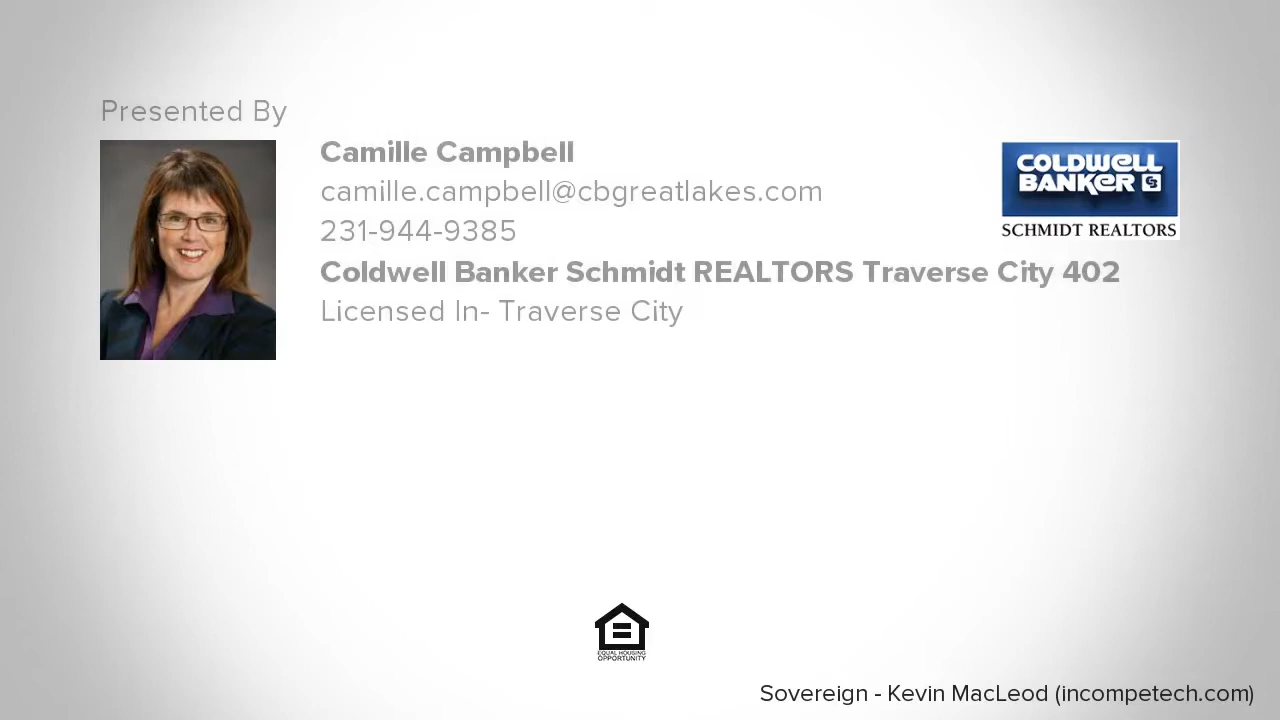 Presented By
Camille Campbell
camille.campbell@cbgreatlakes.com
231-944-9385
Coldwell Banker Schmidt REALTORS Traverse City 402
Licensed In- Traverse City
COLDWELL
BANKER CB
SCHMIDT REALTORS
EQUAL HOUSING
OPPORTUNITY
Sovereign - Kevin MacLeod (incompetech.com)